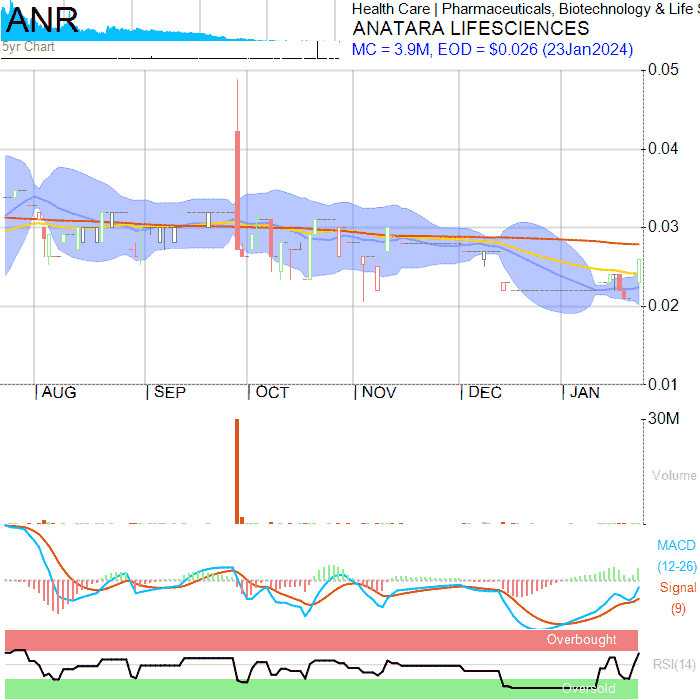 ANR
Health Care | Pharmaceuticals, Biotechnology & Life
ANATARA LIFESCIENCES
5yr Chart
MC = 3.9M, EOD = $0.026 (23Jan2024)
0.05
0.04
0.03
0.02
0.01
AUG SEP OCT NOV DEC JAN
30M
Volume
MACD
(12-26)
Signal
(9)
Overbought
RSI(14)
Oversold